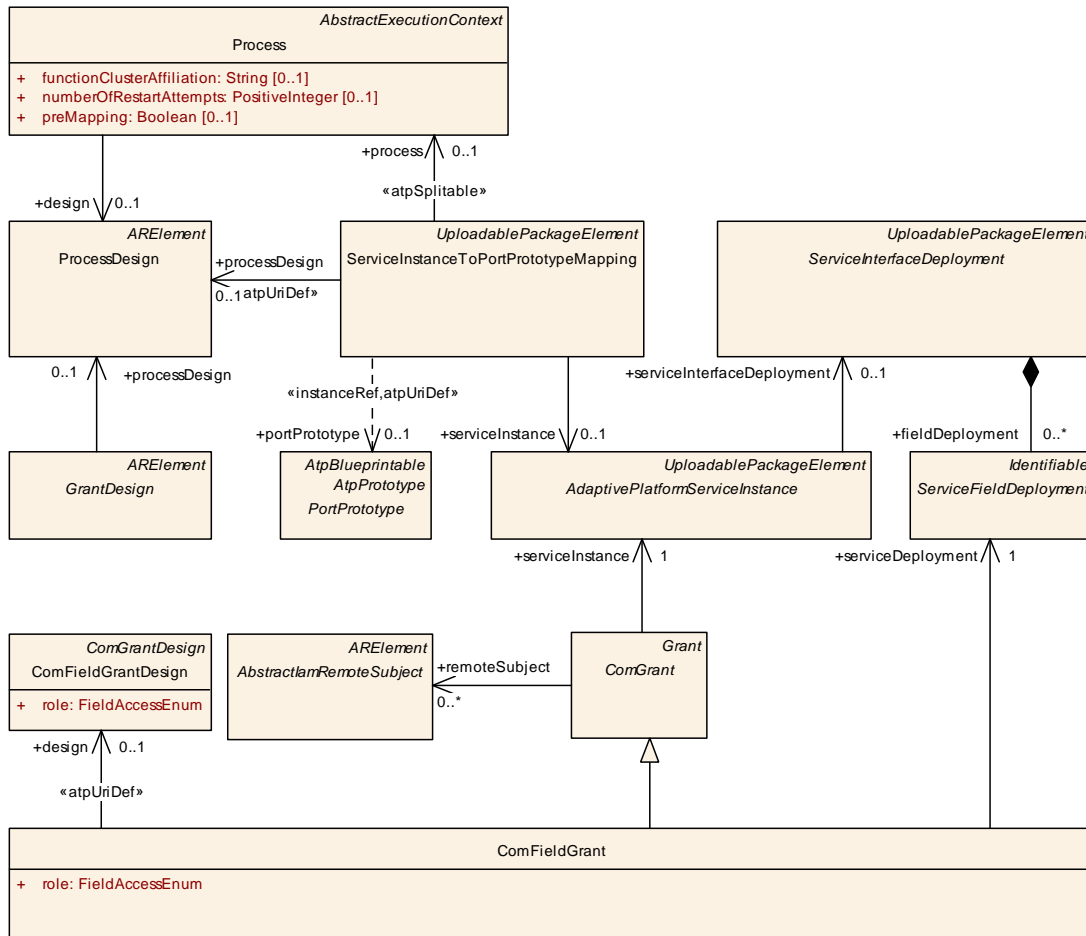 AbstractExecutionContext
Process
+ functionClusterAffiliation: String [0..1]
+ numberOfRestartAttempts: PositiveInteger [0..1]
+ preMapping: Boolean [0..1]
+process 0..1
«atpSplitable»
+design 0..1
ARElement
ProcessDesign
+processDesign
0..1 atpUriDef»
UploadablePackageElement
ServiceInstanceToPortPrototypeMapping
UploadablePackageElement
ServiceInterfaceDeployment
0..1 +processDesign
«instanceRef,atpUriDef»
+serviceInterfaceDeployment 0..1
+portPrototype 0..1
+serviceInstance 0..1
+fieldDeployment 0..*
ARElement
GrantDesign
AtpBlueprintable
AtpPrototype
PortPrototype
UploadablePackageElement
AdaptivePlatformServiceInstance
Identifiable
ServiceFieldDeployment
+serviceInstance 1
+serviceDeployment 1
ComGrantDesign
ComFieldGrantDesign
+ role: FieldAccessEnum
ARElement
AbstractIamRemoteSubject
+remoteSubject
0..*
Grant
ComGrant
+design 0..1
«atpUriDef»
ComFieldGrant
+ role: FieldAccessEnum